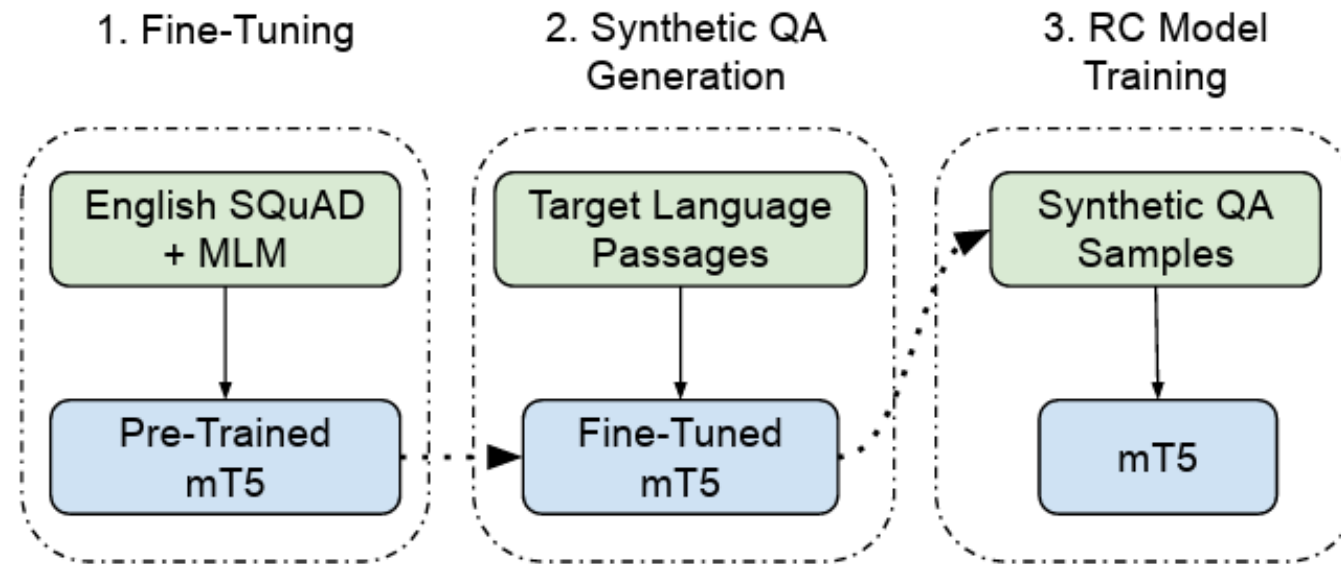 1. Fine-Tuning
2. Synthetic QA
Generation
3. RC Model
Training
English SQuAD
+ MLM
Target Language
Passages
Synthetic QA
Samples
Pre-Trained
mT5
Fine-Tuned
mT5
mT5